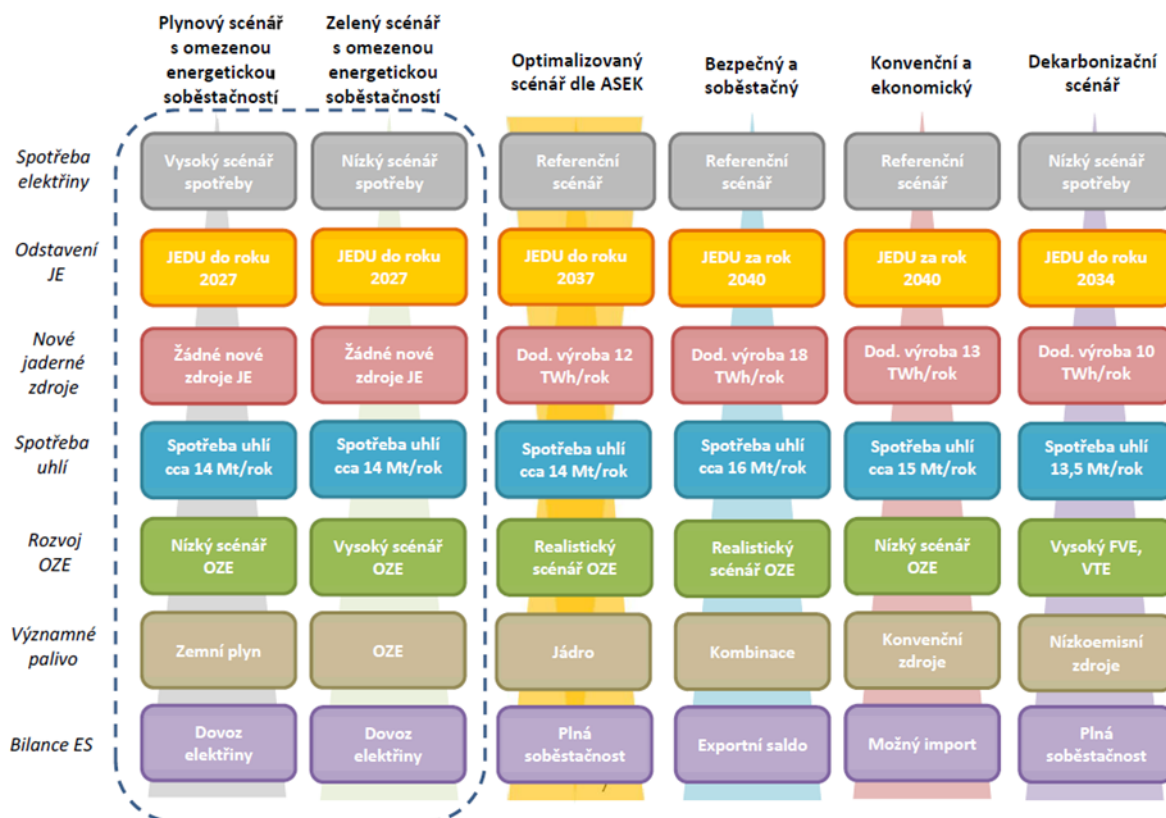 Plynový scénář
s omezenou
energetickou
soběstačností
Zelený scénář
s omezenou
energetickou
soběstačností
Optimalizovaný
scénář dle ASEK
Bezpečný a
soběstačný
Konvenční a
ekonomický
Dekarbonizační
scénář
Spotřeba
elektřiny
Vysoký scénář
spotřeby
Nízký scénář
spotřeby
Referenční
scénář
Referenční
scénář
Referenční
scénář
Nízký scénář
spotřeby
Odstavení
JE
JEDU do roku
2027
JEDU do roku
2027
JEDU do roku
2037
JEDU za rok
2040
JEDU za rok
2040
JEDU do roku
2034
Nové
jaderné
zdroje
Žádné nové
zdroje JE
Žádné nové
zdroje JE
Dod. výroba 12
TWh/rok
Dod. výroba 18
TWh/rok
Dod. výroba 13
TWh/rok
Dod. výroba 10
TWh/rok
Spotřeba
uhlí
Spotřeba uhlí
cca 14 Mt/rok
Spotřeba uhlí
cca 14 Mt/rok
Spotřeba uhlí
cca 14 Mt/rok
Spotřeba uhlí
cca 16 Mt/rok
Spotřeba uhlí
cca 15 Mt/rok
Spotřeba uhlí
13,5 Mt/rok
Rozvoj
OZE
Nízký scénář
OZE
Vysoký scénář
OZE
Realistický
scénář OZE
Realistický
scénář OZE
Nízký scénář
OZE
Vysoký FVE,
VTE
Významné
palivo
Zemní plyn
OZE
Jádro
Kombinace
Konvenční
zdroje
Nízkoemisní
zdroje
Bilance ES
Dovoz
elektřiny
Dovoz
elektřiny
Plná
soběstačnost
Exportní saldo
Možný import
Plná
soběstačnost